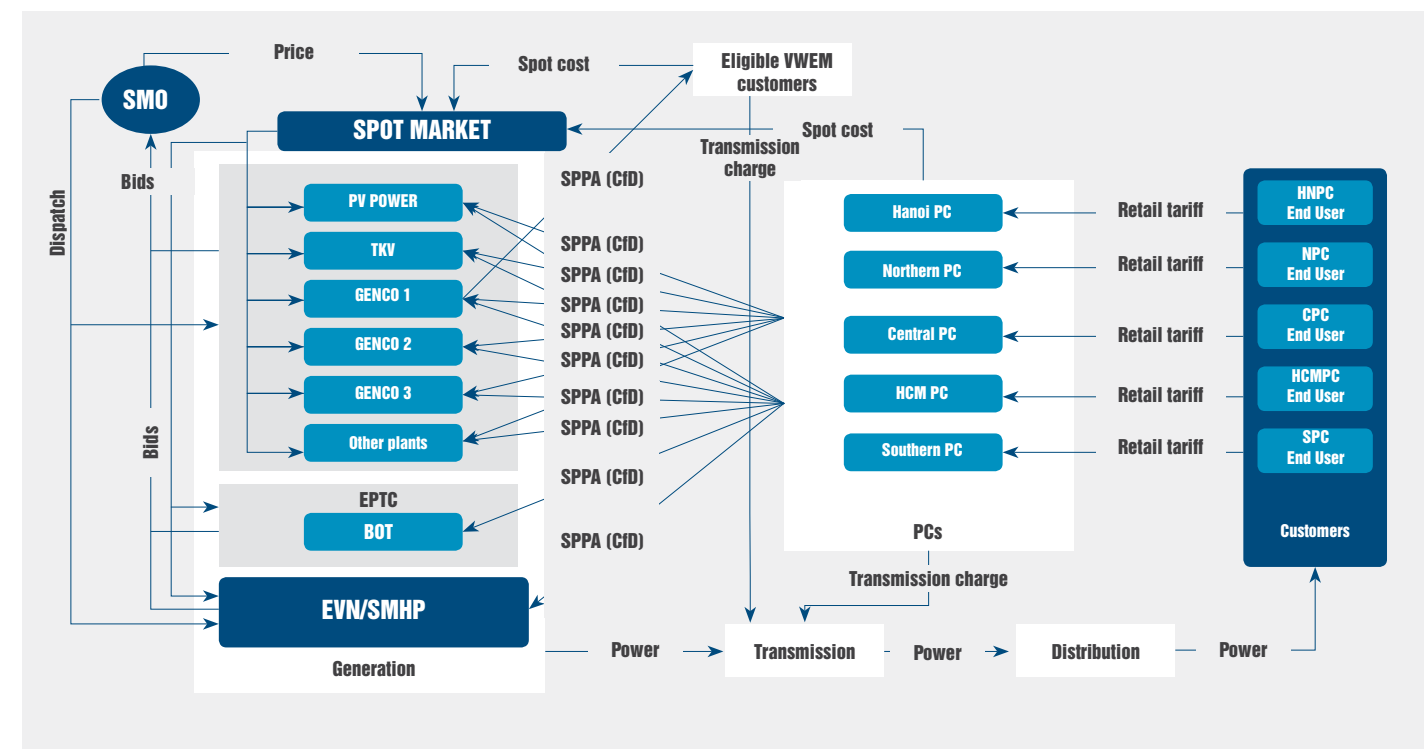 Price
Spot cost
Eligible VWEM
customers
SMO
SPOT MARKET
Spot cost
Transmission
charge
Bids
Dispatch
Bids
PV POWER
TKV
GENCO 1
GENCO 2
GENCO 3
Other plants
EPTC
BOT
EVN/SMHP
Generation
SPPA (CfD)
SPPA (CfD)
SPPA (CfD)
SPPA (CfD)
SPPA (CfD)
SPPA (CfD)
SPPA (CfD)
SPPA (CfD)
SPPA (CfD)
SPPA (CfD)
Hanoi PC
Northern PC
Central PC
HCM PC
Southern PC
PCs
Transmission charge
Retail tariff
Retail tariff
Retail tariff
Retail tariff
Retail tariff
HNPC
End User
NPC
End User
CPC
End User
HCMPC
End User
SPC
End User
Customers
Power
Transmission
Power
Distribution
Power